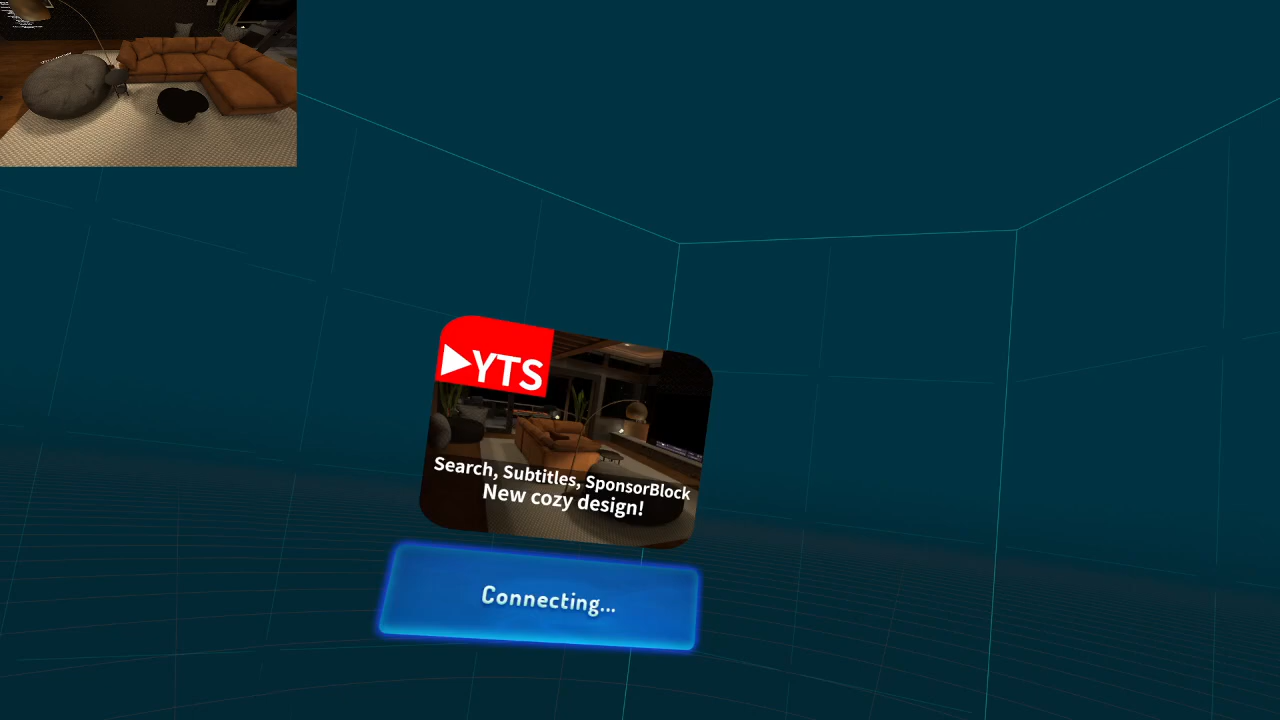 YTS
Search, Subtitles, SponsorBlock
New cozy design!
Connecting...